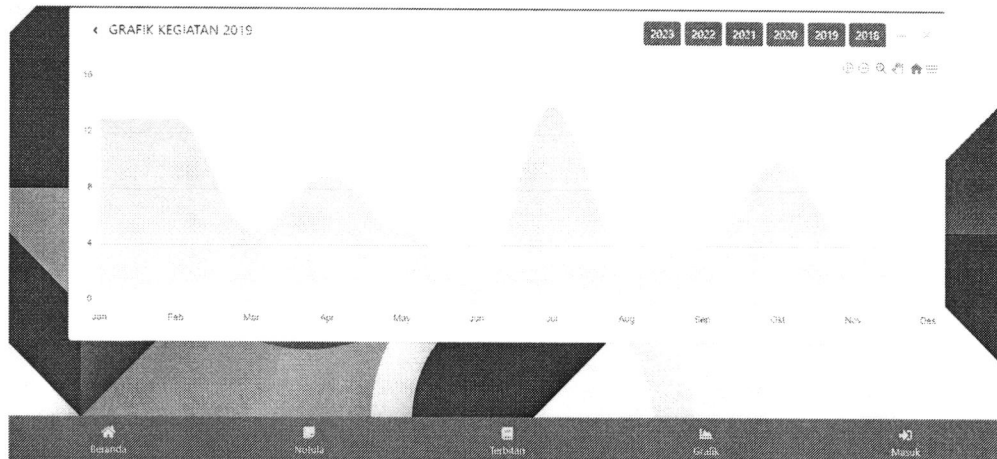 ‹ GRAFIK KEGIATAN 2019
2023 2022 2021 2020 2019 2018
16
12
8
4
0
Jan Feb Mar Apr May Jun Jul Aug Sep Okt Nov Des
Beranda Notula Terbitan Grafik Masuk